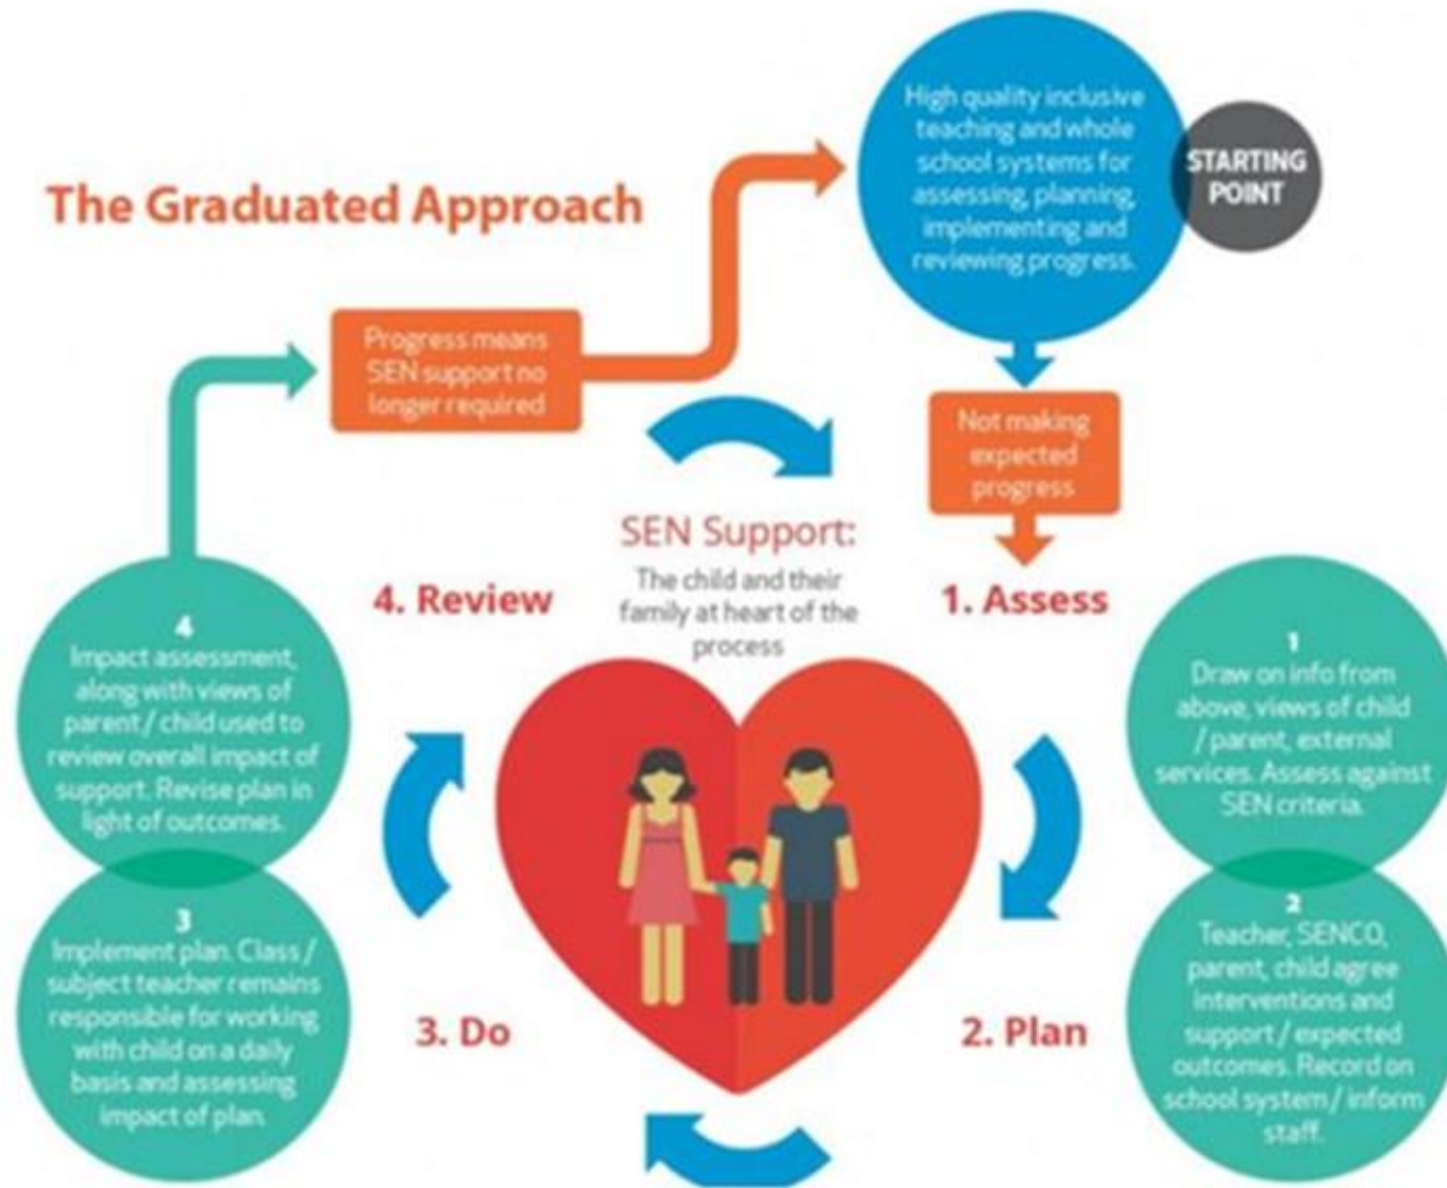 The Graduated Approach
High quality inclusive
teaching and whole
school systems for
assessing, planning,
implementing and
reviewing progress.
STARTING
POINT
Progress means
SEN support no
longer required
Not making
expected
progress
SEN Support:
The child and their
family at heart of the
process
4. Review
1. Assess
4
Impact assessment,
along with views of
parent / child used to
review overall impact of
support. Revise plan in
light of outcomes.
1
Draw on info from
above, views of child
/ parent, external
services. Assess against
SEN criteria.
3
Implement plan. Class /
subject teacher remains
responsible for working
with child on a daily
basis and assessing
impact of plan.
2
Teacher, SENCO,
parent, child agree
interventions and
support / expected
outcomes. Record on
school system / inform
staff.
3. Do
2. Plan